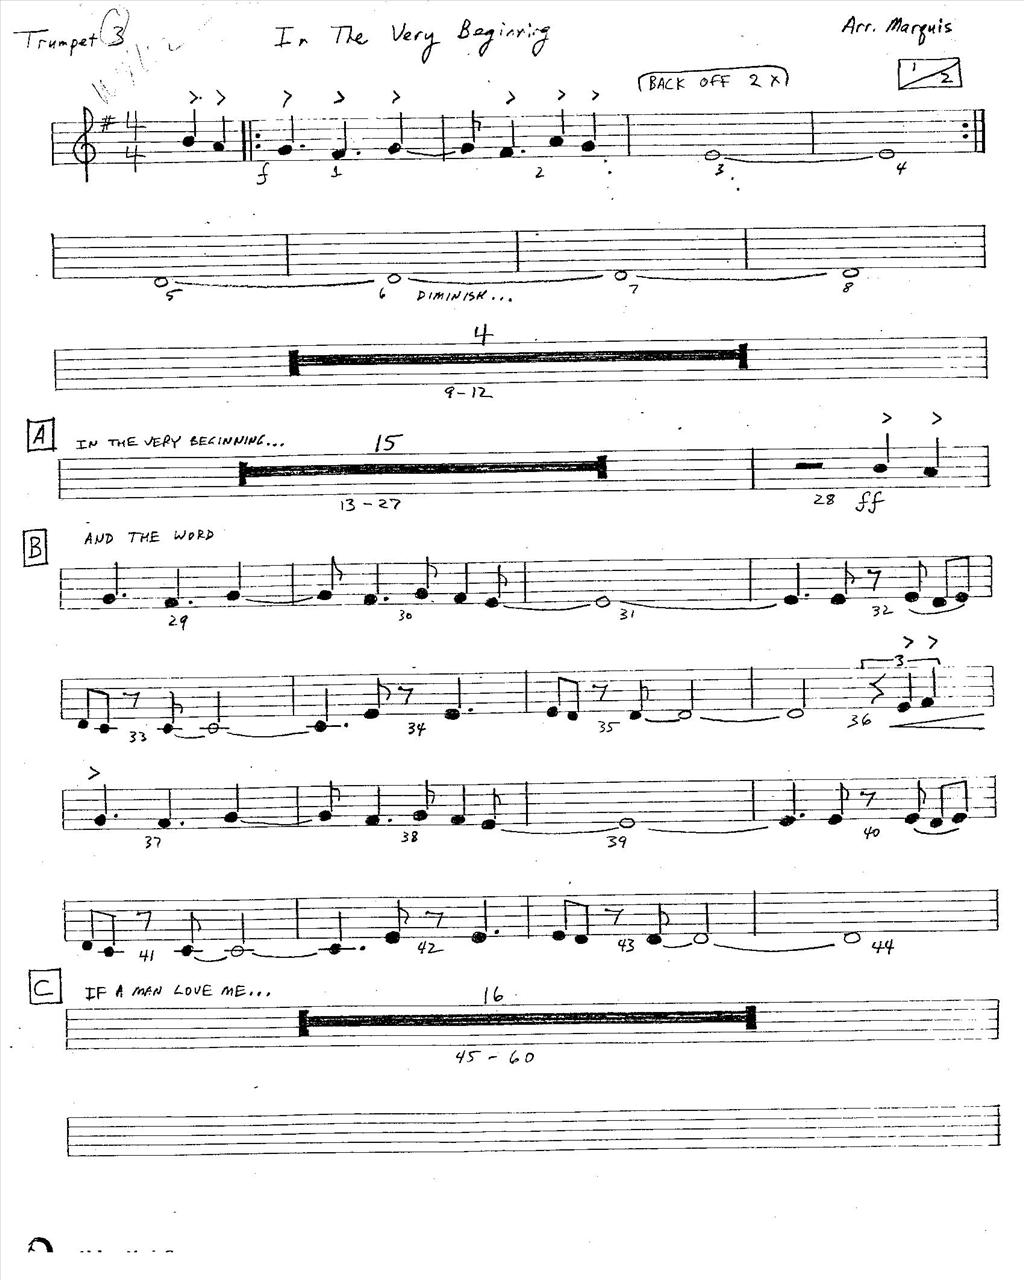 Trumpet 3
In The Very Beginning
Arr. Marquis
1/2
BACK OFF 2 X
4
4
f 1 2 3 4
5 6 DIMINISH... 7 8
4
9-12
A IN THE VERY BEGINNING... 15
13-27 28 ff
B AND THE WORD
29 30 31 32
3
33 34 35 36
37 38 39 40
41 42 43 44
C IF A MAN LOVE ME... 16
45-60